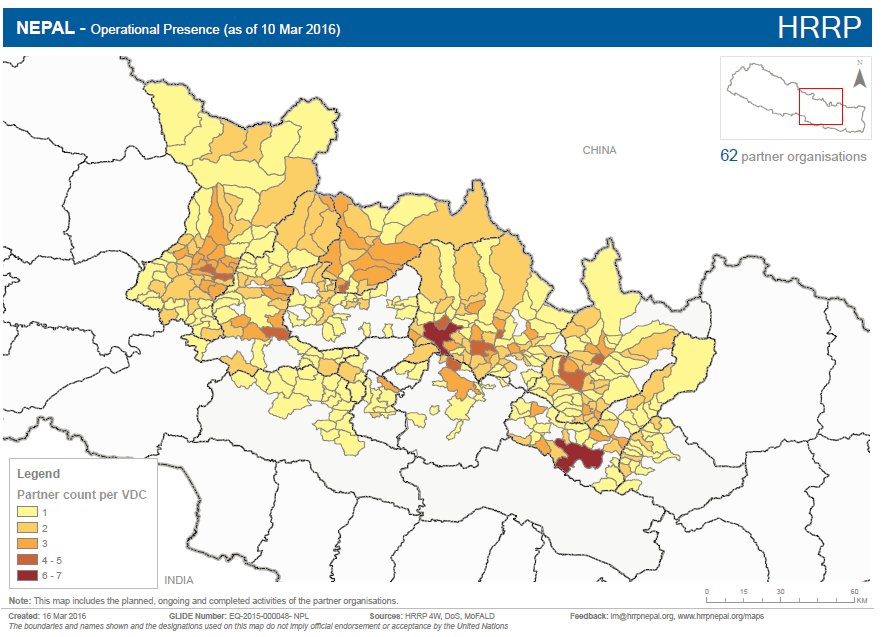 NEPAL - Operational Presence (as of 10 Mar 2016)
HRRP
N
62 partner organisations
CHINA
Legend
Partner count per VDC
1
2
3
4 - 5
6 - 7
INDIA
0 15 30 60
KM
Note: This map includes the planned, ongoing and completed activities of the partner organisations.
Created: 16 Mar 2016 GLIDE Number: EQ-2015-000048- NPL Sources: HRRP 4W, DoS, MoFALD Feedback: im@hrrpnepal.org, www.hrrpnepal.org/maps
The boundaries and names shown and the designations used on this map do not imply official endorsement or acceptance by the United Nations